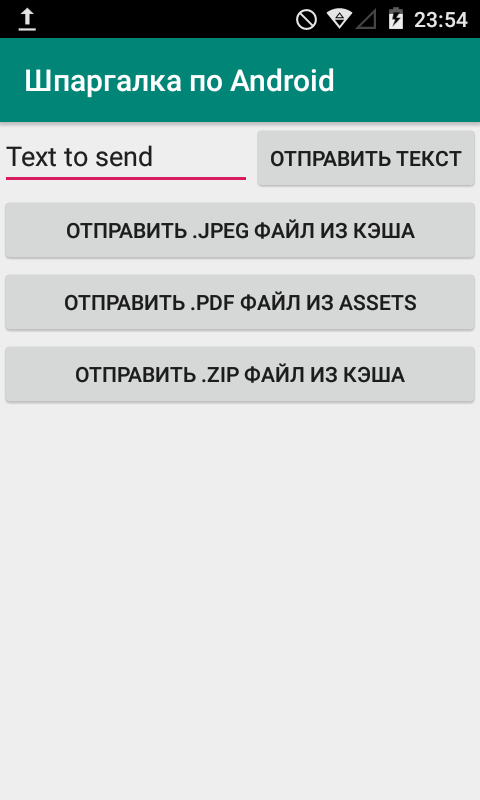 23:54
Шпаргалка по Android
Text to send
ОТПРАВИТЬ ТЕКСТ
ОТПРАВИТЬ .JPEG ФАЙЛ ИЗ КЭША
ОТПРАВИТЬ .PDF ФАЙЛ ИЗ ASSETS
ОТПРАВИТЬ .ZIP ФАЙЛ ИЗ КЭША